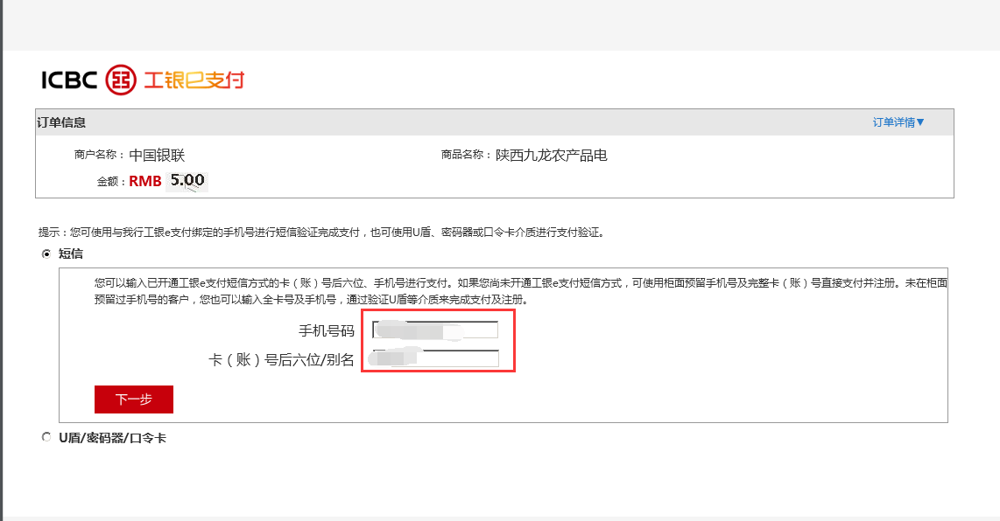 ICBC 工银e支付
订单信息 订单详情▼
商户名称：中国银联 商品名称：陕西九龙农产品电
金额：RMB 5.00
提示：您可使用与我行工银e支付绑定的手机号进行短信验证完成支付，也可使用U盾、密码器或口令卡介质进行支付验证。
短信
您可以输入已开通工银e支付短信方式的卡（账）号后六位、手机号进行支付。如果您尚未开通工银e支付短信方式，可使用柜面预留手机号及完整卡（账）号直接支付并注册。未在柜面
预留过手机号的客户，您也可以输入全卡号及手机号，通过验证U盾等介质来完成支付及注册。
手机号码
卡（账）号后六位/别名
下一步
U盾/密码器/口令卡